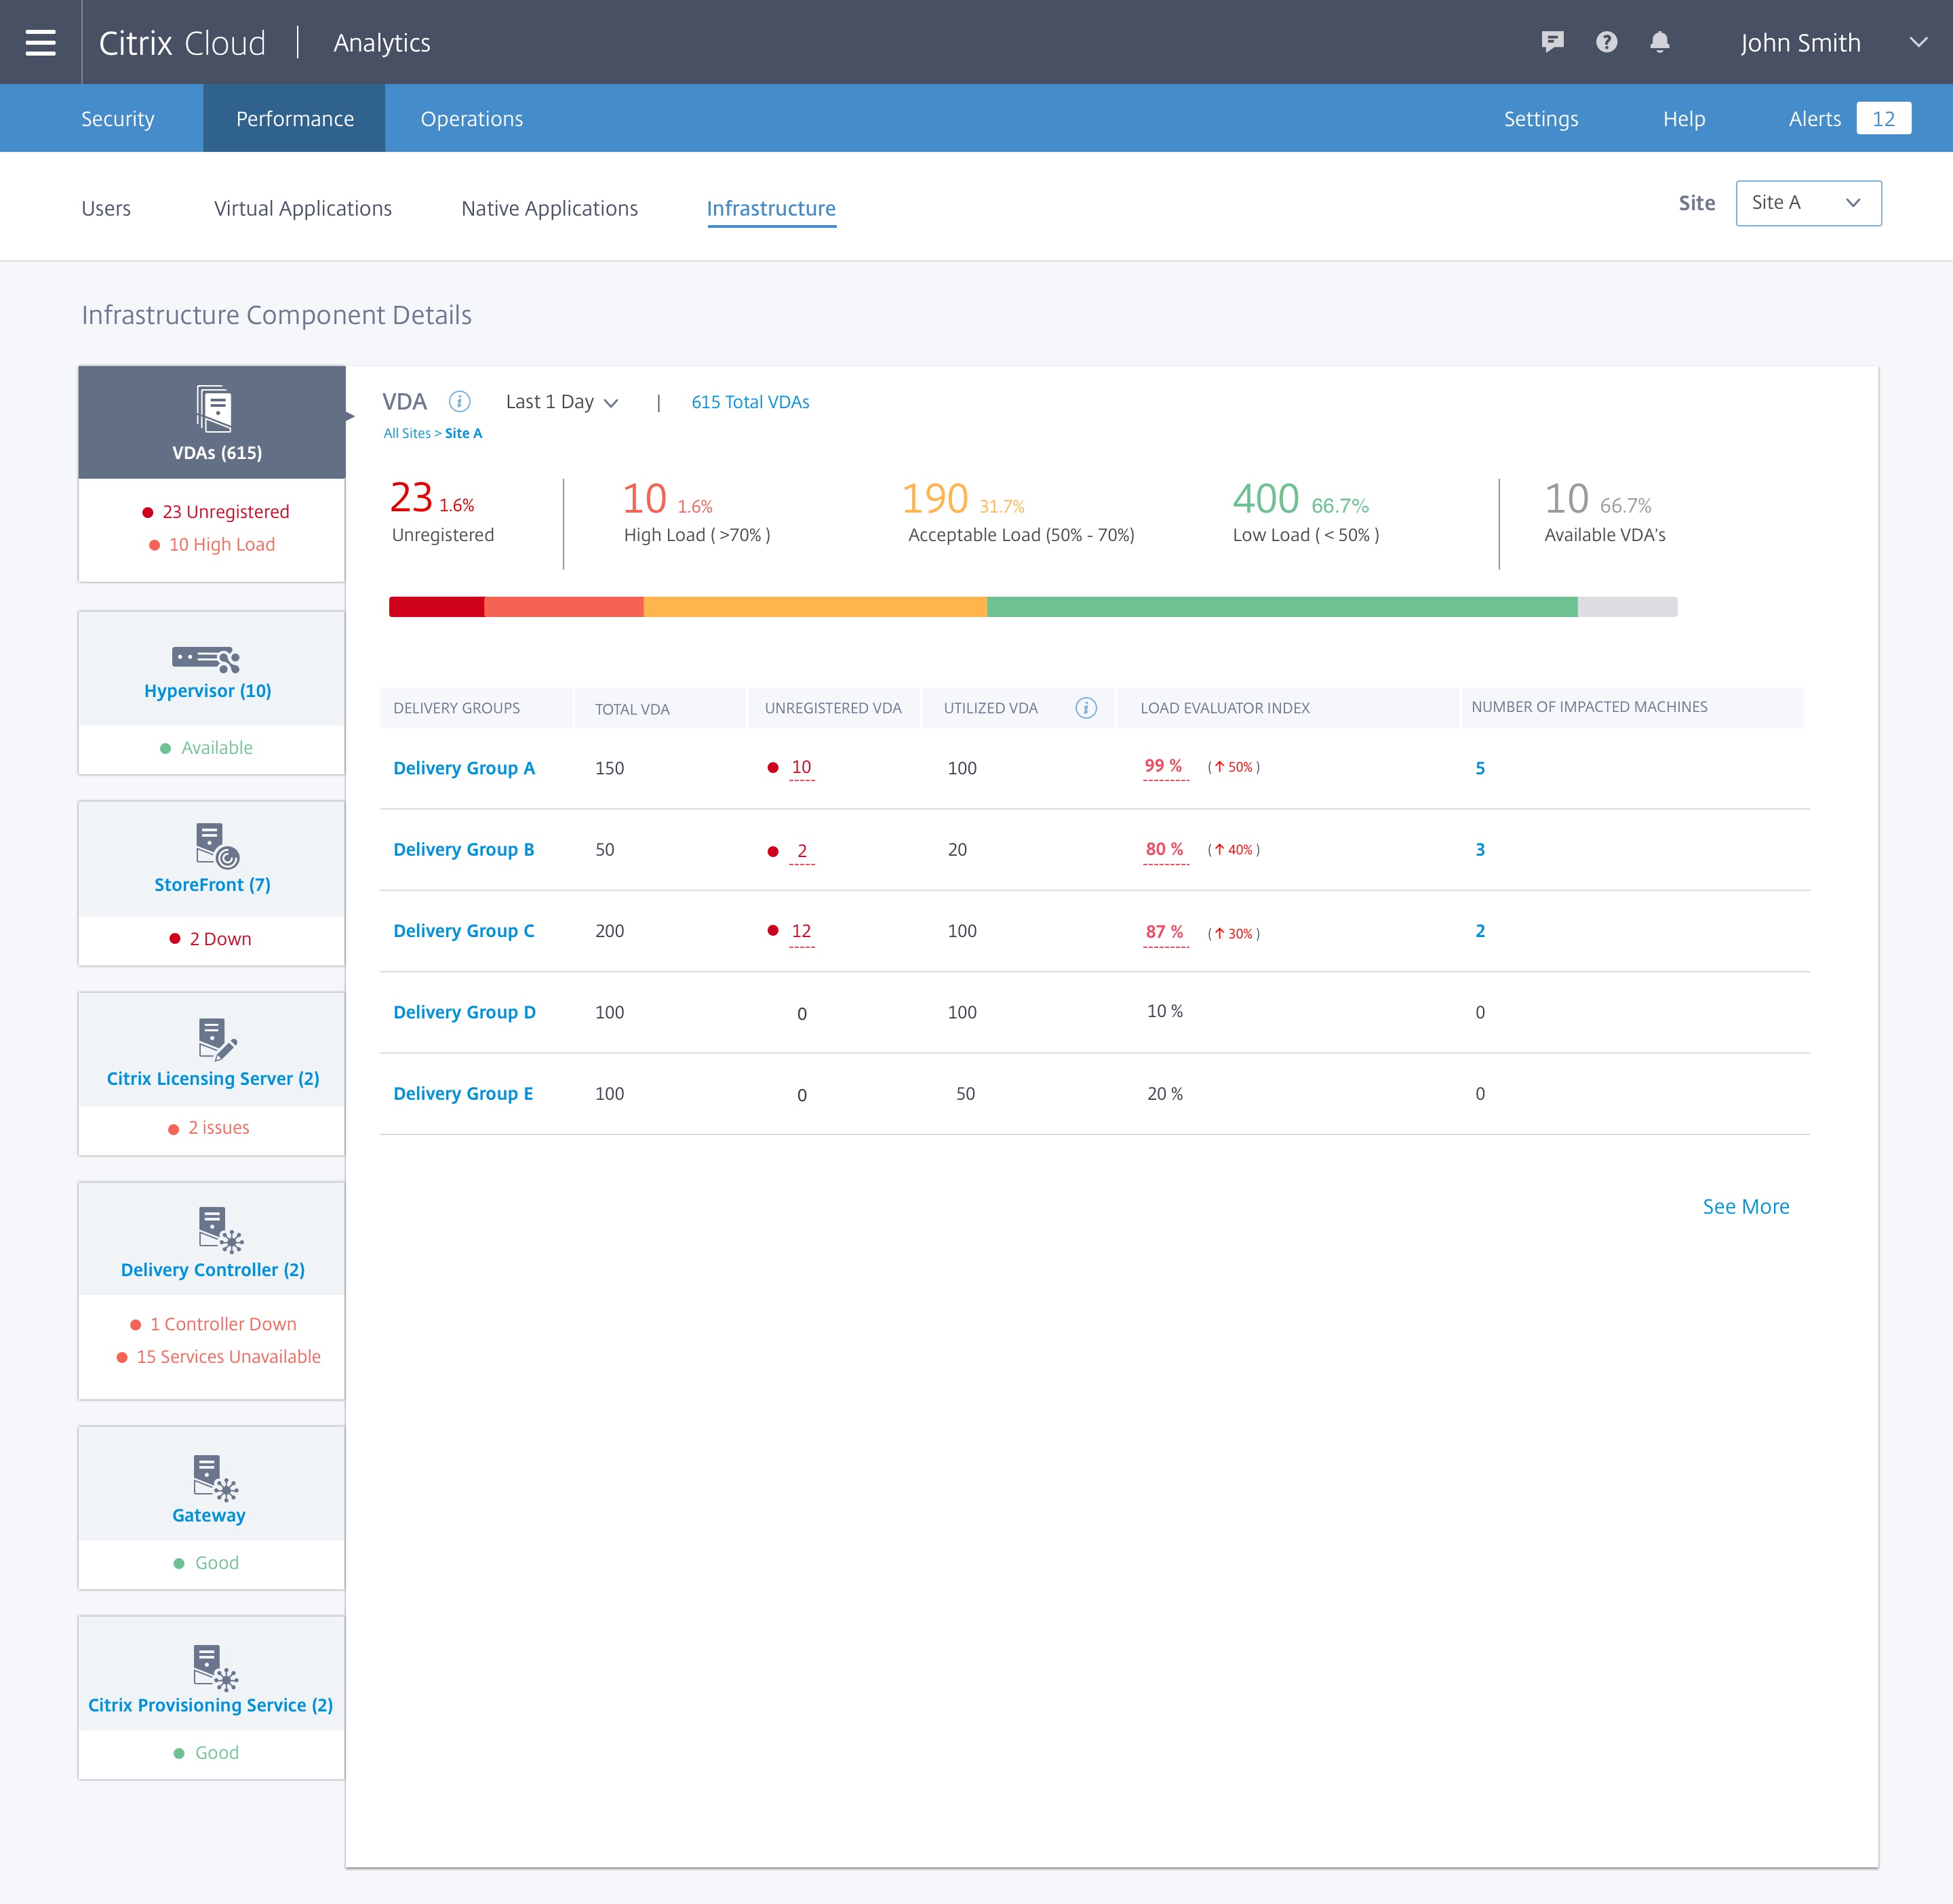 Citrix Cloud | Analytics John Smith
Security Performance Operations Settings Help Alerts 12
Users Virtual Applications Native Applications Infrastructure Site Site A
Infrastructure Component Details
VDAs (615)
23 Unregistered
10 High Load
Hypervisor (10)
Available
StoreFront (7)
2 Down
Citrix Licensing Server (2)
2 issues
Delivery Controller (2)
1 Controller Down
15 Services Unavailable
Gateway
Good
Citrix Provisioning Service (2)
Good
VDA i Last 1 Day | 615 Total VDAs
All Sites > Site A
23 1.6% 10 1.6% 190 31.7% 400 66.7% 10 66.7%
Unregistered High Load ( >70% ) Acceptable Load (50% - 70%) Low Load ( < 50% ) Available VDA's
DELIVERY GROUPS TOTAL VDA UNREGISTERED VDA UTILIZED VDA i LOAD EVALUATOR INDEX NUMBER OF IMPACTED MACHINES
Delivery Group A 150 10 100 99 % (↑ 50% ) 5
Delivery Group B 50 2 20 80 % (↑ 40% ) 3
Delivery Group C 200 12 100 87 % (↑ 30% ) 2
Delivery Group D 100 0 100 10 % 0
Delivery Group E 100 0 50 20 % 0
See More